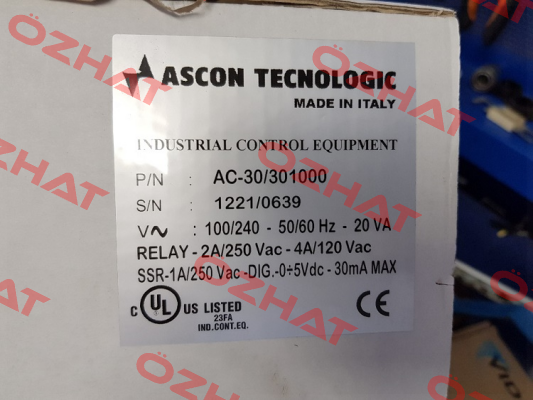 ASCON TECNOLOGIC
MADE IN ITALY
INDUSTRIAL CONTROL EQUIPMENT
P/N : AC-30/301000
S/N : 1221/0639
V∿ : 100/240 - 50/60 Hz - 20 VA
RELAY - 2A/250 Vac - 4A/120 Vac
SSR-1A/250 Vac -DIG.-0÷5Vdc - 30mA MAX
C UL US LISTED
23FA
IND.CONT.EQ.
CE
VID
ÖZHAT
ÖZHAT
ÖZHAT
ÖZHAT
ÖZHAT
ÖZHAT